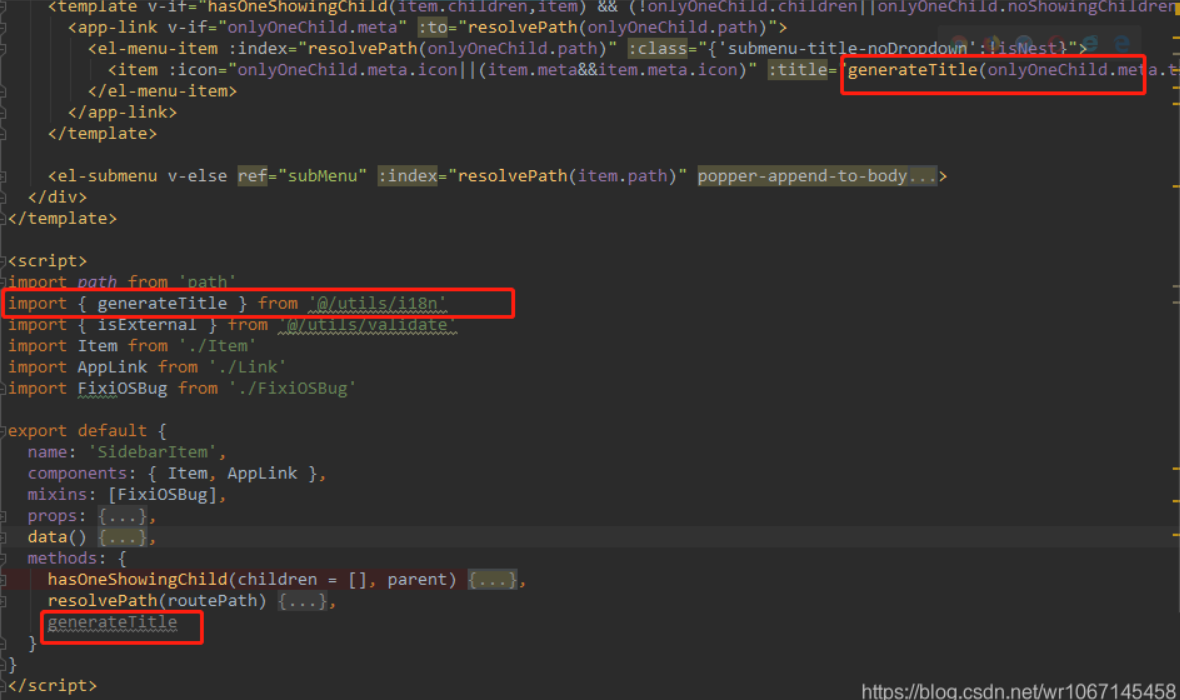 <template v-if="hasOneShowingChild(item.children,item) && (!onlyOneChild.children||onlyOneChild.noShowingChildren
<app-link v-if="onlyOneChild.meta" :to="resolvePath(onlyOneChild.path)">
<el-menu-item :index="resolvePath(onlyOneChild.path)" :class="{'submenu-title-noDropdown':!isNest}">
<item :icon="onlyOneChild.meta.icon||(item.meta&&item.meta.icon)" :title="generateTitle(onlyOneChild.meta.t
</el-menu-item>
</app-link>
</template>
<el-submenu v-else ref="subMenu" :index="resolvePath(item.path)" popper-append-to-body...>
</div>
</template>
<script>
import path from 'path'
import { generateTitle } from '@/utils/i18n'
import { isExternal } from '@/utils/validate'
import Item from './Item'
import AppLink from './Link'
import FixiOSBug from './FixiOSBug'
export default {
name: 'SidebarItem',
components: { Item, AppLink },
mixins: [FixiOSBug],
props: {...},
data() {...},
methods: {
hasOneShowingChild(children = [], parent) {...},
resolvePath(routePath) {...},
generateTitle
}
}
</script>
https://blog.csdn.net/wr1067145458